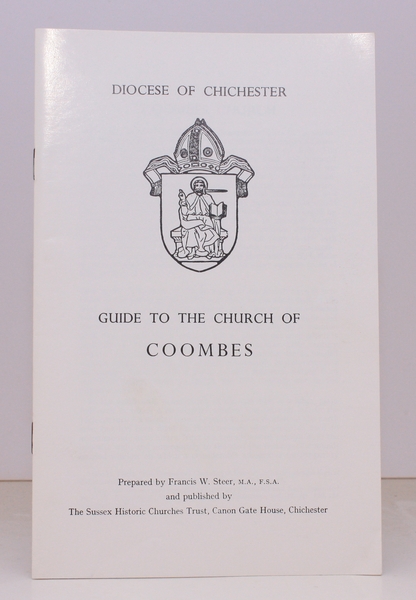 DIOCESE OF CHICHESTER
GUIDE TO THE CHURCH OF
COOMBES
Prepared by Francis W. Steer, M.A., F.S.A.
and published by
The Sussex Historic Churches Trust, Canon Gate House, Chichester